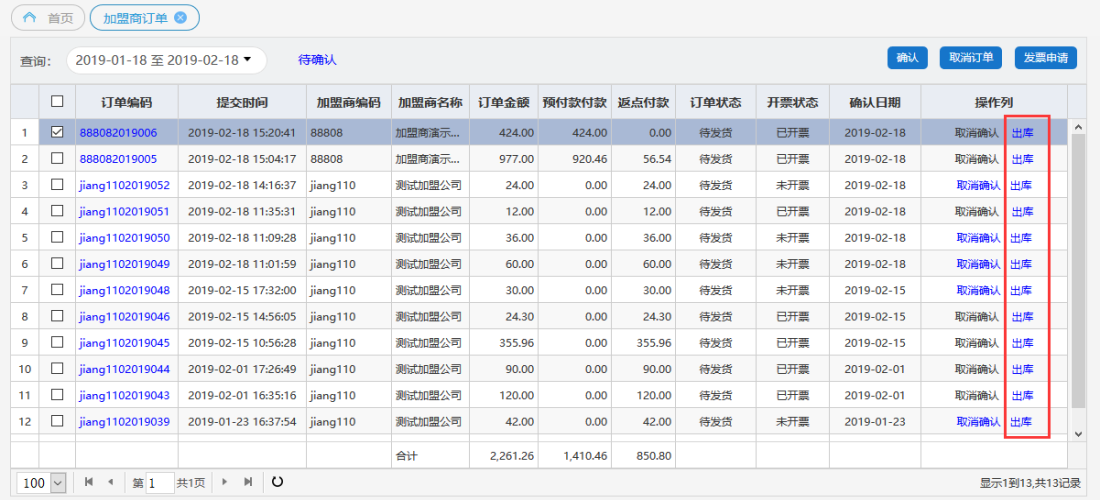 首页 加盟商订单
查询: 2019-01-18 至 2019-02-18 待确认 确认 取消订单 发票申请
订单编码 提交时间 加盟商编码 加盟商名称 订单金额 预付款付款 返点付款 订单状态 开票状态 确认日期 操作列
1 888082019006 2019-02-18 15:20:41 88808 加盟商演示... 424.00 424.00 0.00 待发货 已开票 2019-02-18 取消确认 出库
2 888082019005 2019-02-18 15:04:17 88808 加盟商演示... 977.00 920.46 56.54 待发货 已开票 2019-02-18 取消确认 出库
3 jiang1102019052 2019-02-18 14:16:37 jiang110 测试加盟公司 24.00 0.00 24.00 待发货 未开票 2019-02-18 取消确认 出库
4 jiang1102019051 2019-02-18 11:35:31 jiang110 测试加盟公司 12.00 0.00 12.00 待发货 已开票 2019-02-18 取消确认 出库
5 jiang1102019050 2019-02-18 11:09:28 jiang110 测试加盟公司 36.00 0.00 36.00 待发货 未开票 2019-02-18 取消确认 出库
6 jiang1102019049 2019-02-18 11:01:59 jiang110 测试加盟公司 60.00 0.00 60.00 待发货 未开票 2019-02-18 取消确认 出库
7 jiang1102019048 2019-02-15 17:32:00 jiang110 测试加盟公司 30.00 0.00 30.00 待发货 未开票 2019-02-15 取消确认 出库
8 jiang1102019046 2019-02-15 14:56:05 jiang110 测试加盟公司 24.30 0.00 24.30 待发货 已开票 2019-02-15 取消确认 出库
9 jiang1102019045 2019-02-15 10:56:28 jiang110 测试加盟公司 355.96 0.00 355.96 待发货 已开票 2019-02-15 取消确认 出库
10 jiang1102019044 2019-02-01 17:26:49 jiang110 测试加盟公司 90.00 0.00 90.00 待发货 已开票 2019-02-01 取消确认 出库
11 jiang1102019043 2019-02-01 16:35:16 jiang110 测试加盟公司 120.00 0.00 120.00 待发货 已开票 2019-02-01 取消确认 出库
12 jiang1102019039 2019-01-23 16:37:54 jiang110 测试加盟公司 42.00 0.00 42.00 待发货 未开票 2019-01-23 取消确认 出库
合计 2,261.26 1,410.46 850.80
100 第 1 共1页 显示1到13,共13记录